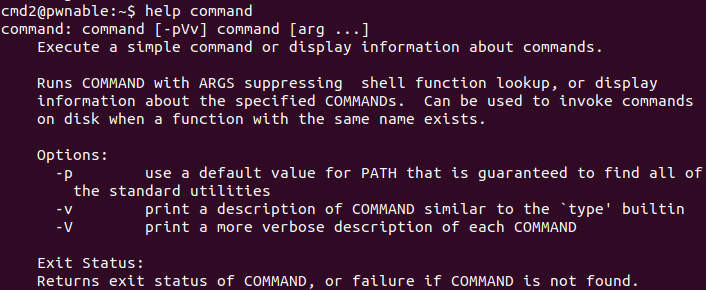 cmd2@pwnable:~$ help command
command: command [-pVv] command [arg ...]
    Execute a simple command or display information about commands.

    Runs COMMAND with ARGS suppressing  shell function lookup, or display
    information about the specified COMMANDs.  Can be used to invoke commands
    on disk when a function with the same name exists.

    Options:
      -p        use a default value for PATH that is guaranteed to find all of
        the standard utilities
      -v        print a description of COMMAND similar to the `type' builtin
      -V        print a more verbose description of each COMMAND

    Exit Status:
    Returns exit status of COMMAND, or failure if COMMAND is not found.